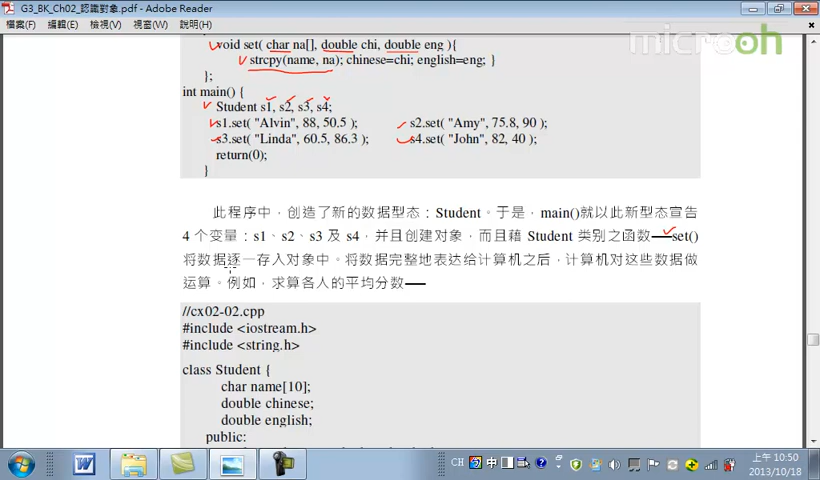 G3_BK_Ch02_認識對象.pdf - Adobe Reader
檔案(F) 編輯(E) 檢視(V) 視窗(W) 說明(H)
microoh
void set( char na[], double chi, double eng){
strcpy(name, na); chinese=chi; english=eng; }
};
int main() {
Student s1, s2, s3, s4;
s1.set( "Alvin", 88, 50.5 ); s2.set( "Amy", 75.8, 90 );
s3.set( "Linda", 60.5, 86.3 ); s4.set( "John", 82, 40 );
return(0);
}
此程序中，创造了新的数据型态：Student。于是，main()就以此新型态宣告
4 个变量：s1、s2、s3 及 s4，并且创建对象，而且藉 Student 类别之函数──set()
将数据逐一存入对象中。将数据完整地表达给计算机之后，计算机对这些数据做
运算。例如，求算各人的平均分数──
//cx02-02.cpp
#include <iostream.h>
#include <string.h>
class Student {
char name[10];
double chinese;
double english;
public:
CH 中
上午 10:50
2013/10/18